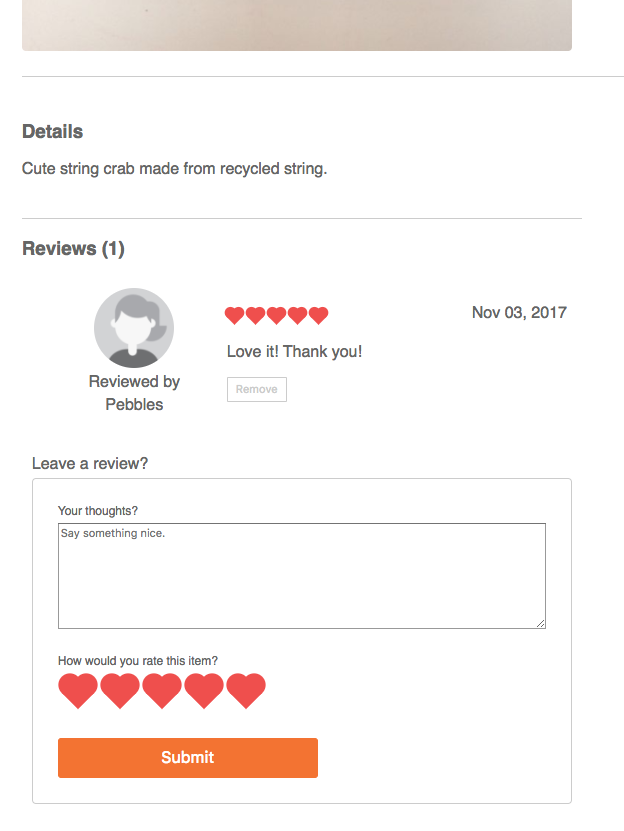 Details
Cute string crab made from recycled string.
Reviews (1)
Nov 03, 2017
Love it! Thank you!
Remove
Reviewed by
Pebbles
Leave a review?
Your thoughts?
Say something nice.
How would you rate this item?
Submit